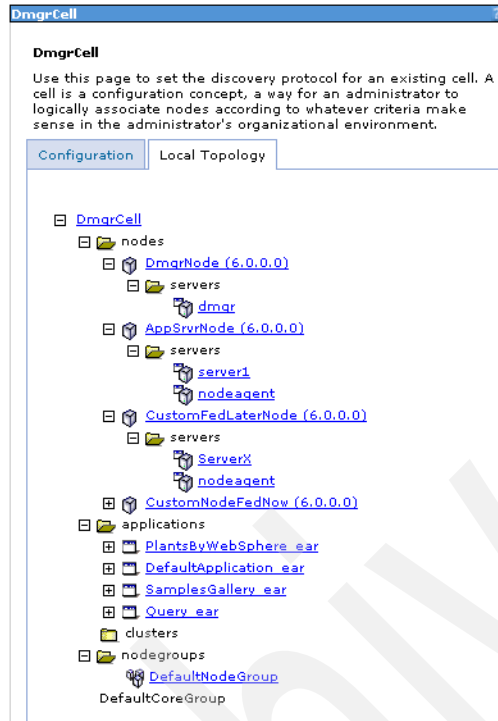 DmgrCell
DmgrCell
Use this page to set the discovery protocol for an existing cell. A
cell is a configuration concept, a way for an administrator to
logically associate nodes according to whatever criteria make
sense in the administrator's organizational environment.
Configuration Local Topology
DmgrCell
nodes
DmgrNode (6.0.0.0)
servers
dmgr
AppSrvrNode (6.0.0.0)
servers
server1
nodeagent
CustomFedLaterNode (6.0.0.0)
servers
ServerX
nodeagent
CustomNodeFedNow (6.0.0.0)
applications
PlantsByWebSphere_ear
DefaultApplication_ear
SamplesGallery_ear
Query_ear
clusters
nodegroups
DefaultNodeGroup
DefaultCoreGroup